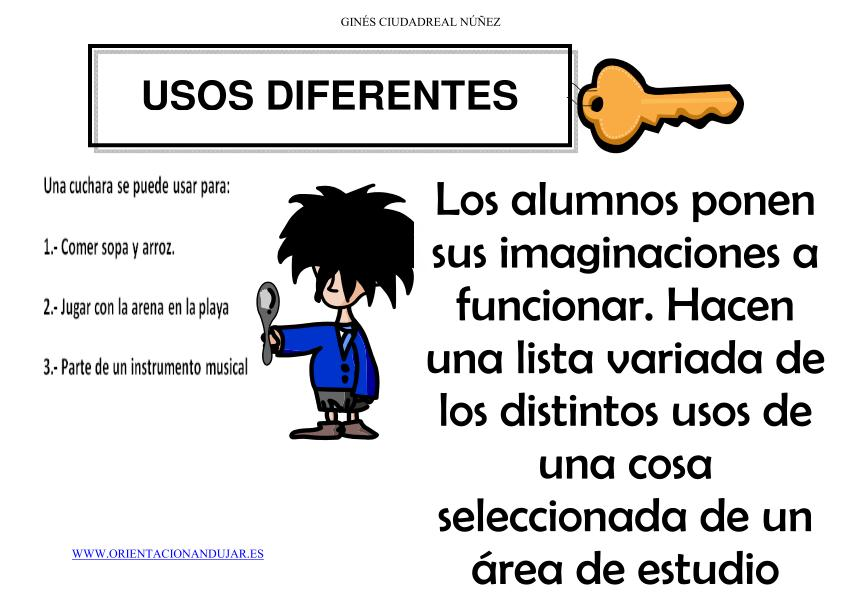 GINÉS CIUDADREAL NÚÑEZ
USOS DIFERENTES
Una cuchara se puede usar para:
1.- Comer sopa y arroz.
2.- Jugar con la arena en la playa
3.- Parte de un instrumento musical
Los alumnos ponen
sus imaginaciones a
funcionar. Hacen
una lista variada de
los distintos usos de
una cosa
seleccionada de un
área de estudio
WWW.ORIENTACIONANDUJAR.ES